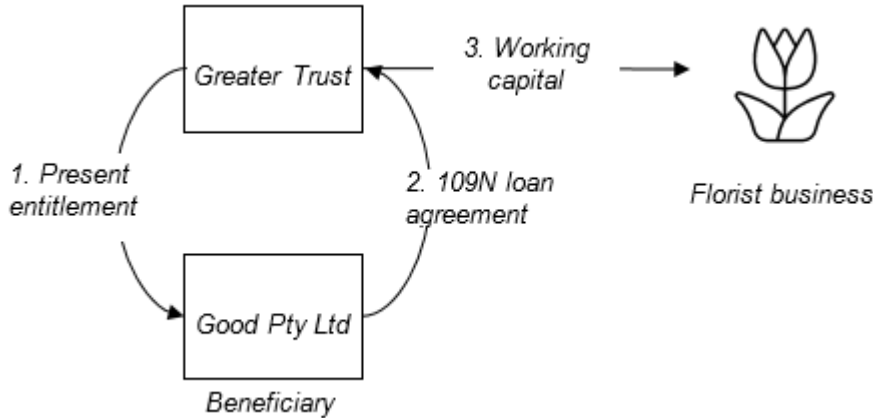 Greater Trust
3. Working
capital
1. Present
entitlement
2. 109N loan
agreement
Florist business
Good Pty Ltd
Beneficiary